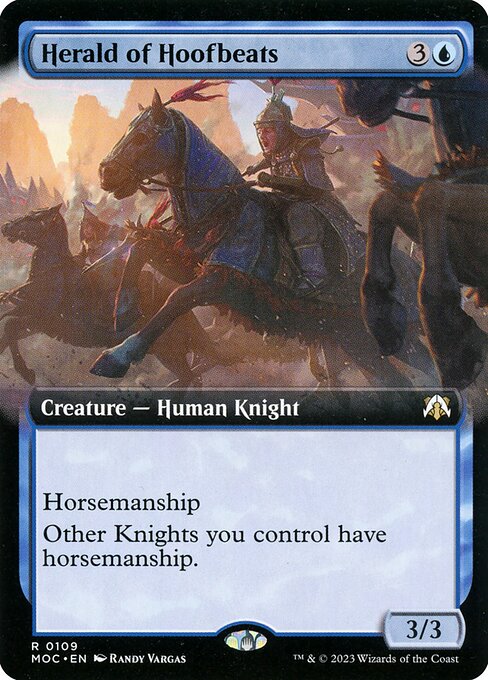 Herald of Hoofbeats 3
Creature — Human Knight
Horsemanship
Other Knights you control have
horsemanship.
3/3
R 0109
MOC • EN Randy Vargas
™ & © 2023 Wizards of the Coast